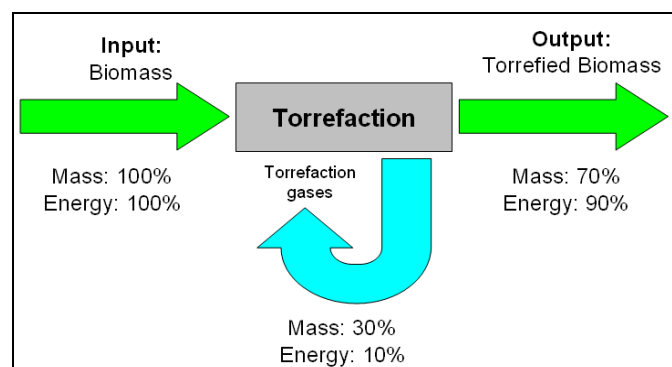 Input:
Biomass
Mass: 100%
Energy: 100%
Torrefaction
Torrefaction
gases
Mass: 30%
Energy: 10%
Output:
Torrefied Biomass
Mass: 70%
Energy: 90%